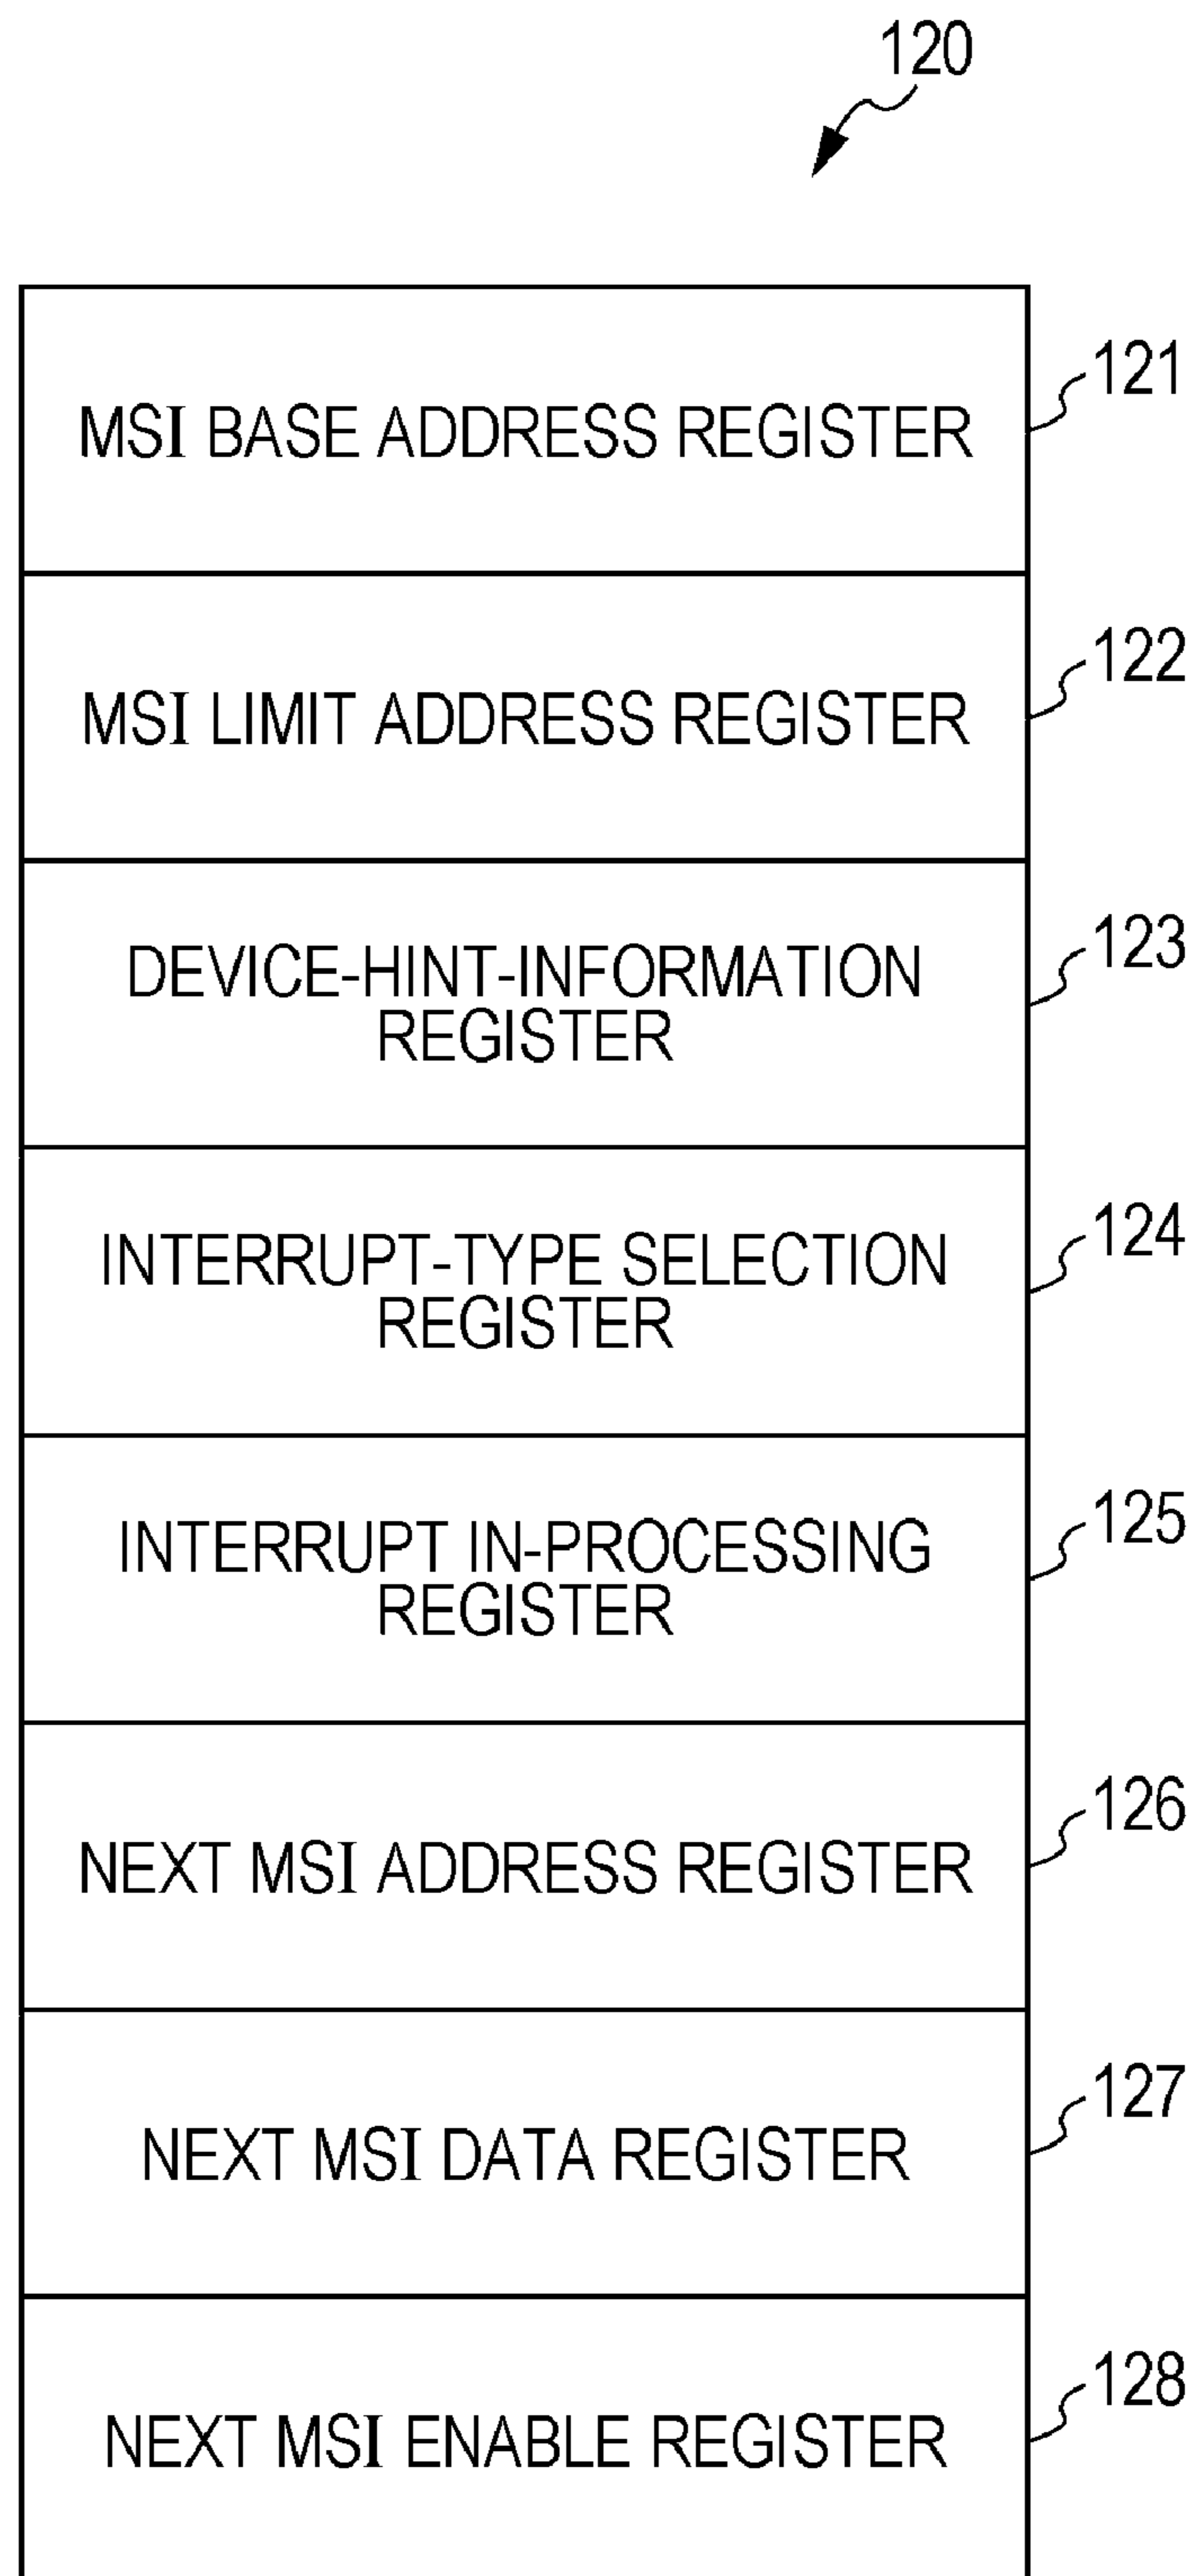 120
MSI BASE ADDRESS REGISTER
121
MSI LIMIT ADDRESS REGISTER
122
DEVICE-HINT-INFORMATION
REGISTER
123
INTERRUPT-TYPE SELECTION
REGISTER
124
INTERRUPT IN-PROCESSING
REGISTER
125
NEXT MSI ADDRESS REGISTER
126
NEXT MSI DATA REGISTER
127
NEXT MSI ENABLE REGISTER
128